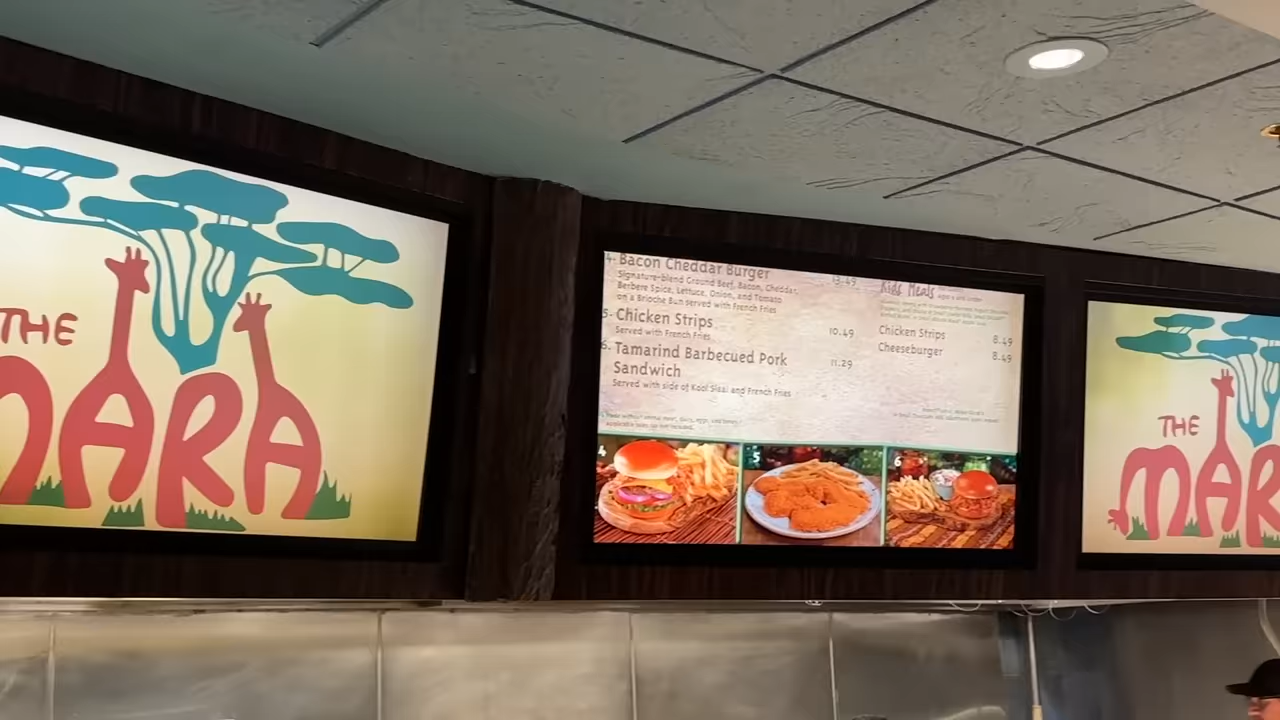 THE
MARA
4. Bacon Cheddar Burger 13.49
Signature-blend Ground Beef, Bacon, Cheddar,
Berbere Spice, Lettuce, Onion, and Tomato
on a Brioche Bun served with French Fries
5. Chicken Strips 10.49
Served with French Fries
6. Tamarind Barbecued Pork 11.29
Sandwich
Served with side of Kool Slaai and French Fries
Kids Meals
Chicken Strips 8.49
Cheeseburger 8.49
4
5
6
THE
MAR